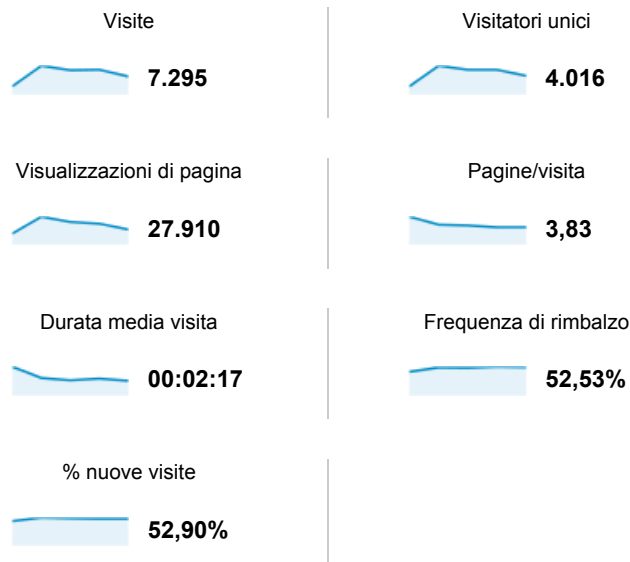 Visite
7.295
Visitatori unici
4.016
Visualizzazioni di pagina
27.910
Pagine/visita
3,83
Durata media visita
00:02:17
Frequenza di rimbalzo
52,53%
% nuove visite
52,90%